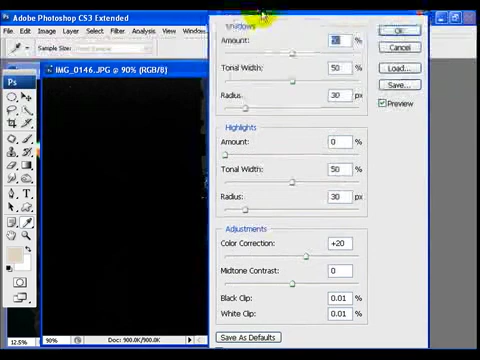 Adobe Photoshop CS3 Extended
File Edit Image Layer Select Filter Analysis View
Sample Size:
IMG_0146.JPG @ 90% (RGB/8)
Ps
Shadows
Amount: 50 %
Tonal Width: 50 %
Radius: 30 px
Highlights
Amount: 0 %
Tonal Width: 50 %
Radius: 30 px
Adjustments
Color Correction: +20
Midtone Contrast: 0
Black Clip: 0.01 %
White Clip: 0.01 %
Save As Defaults
OK
Cancel
Load...
Save...
Preview
12.5%
90%
Doc: 900.0K/900.0K